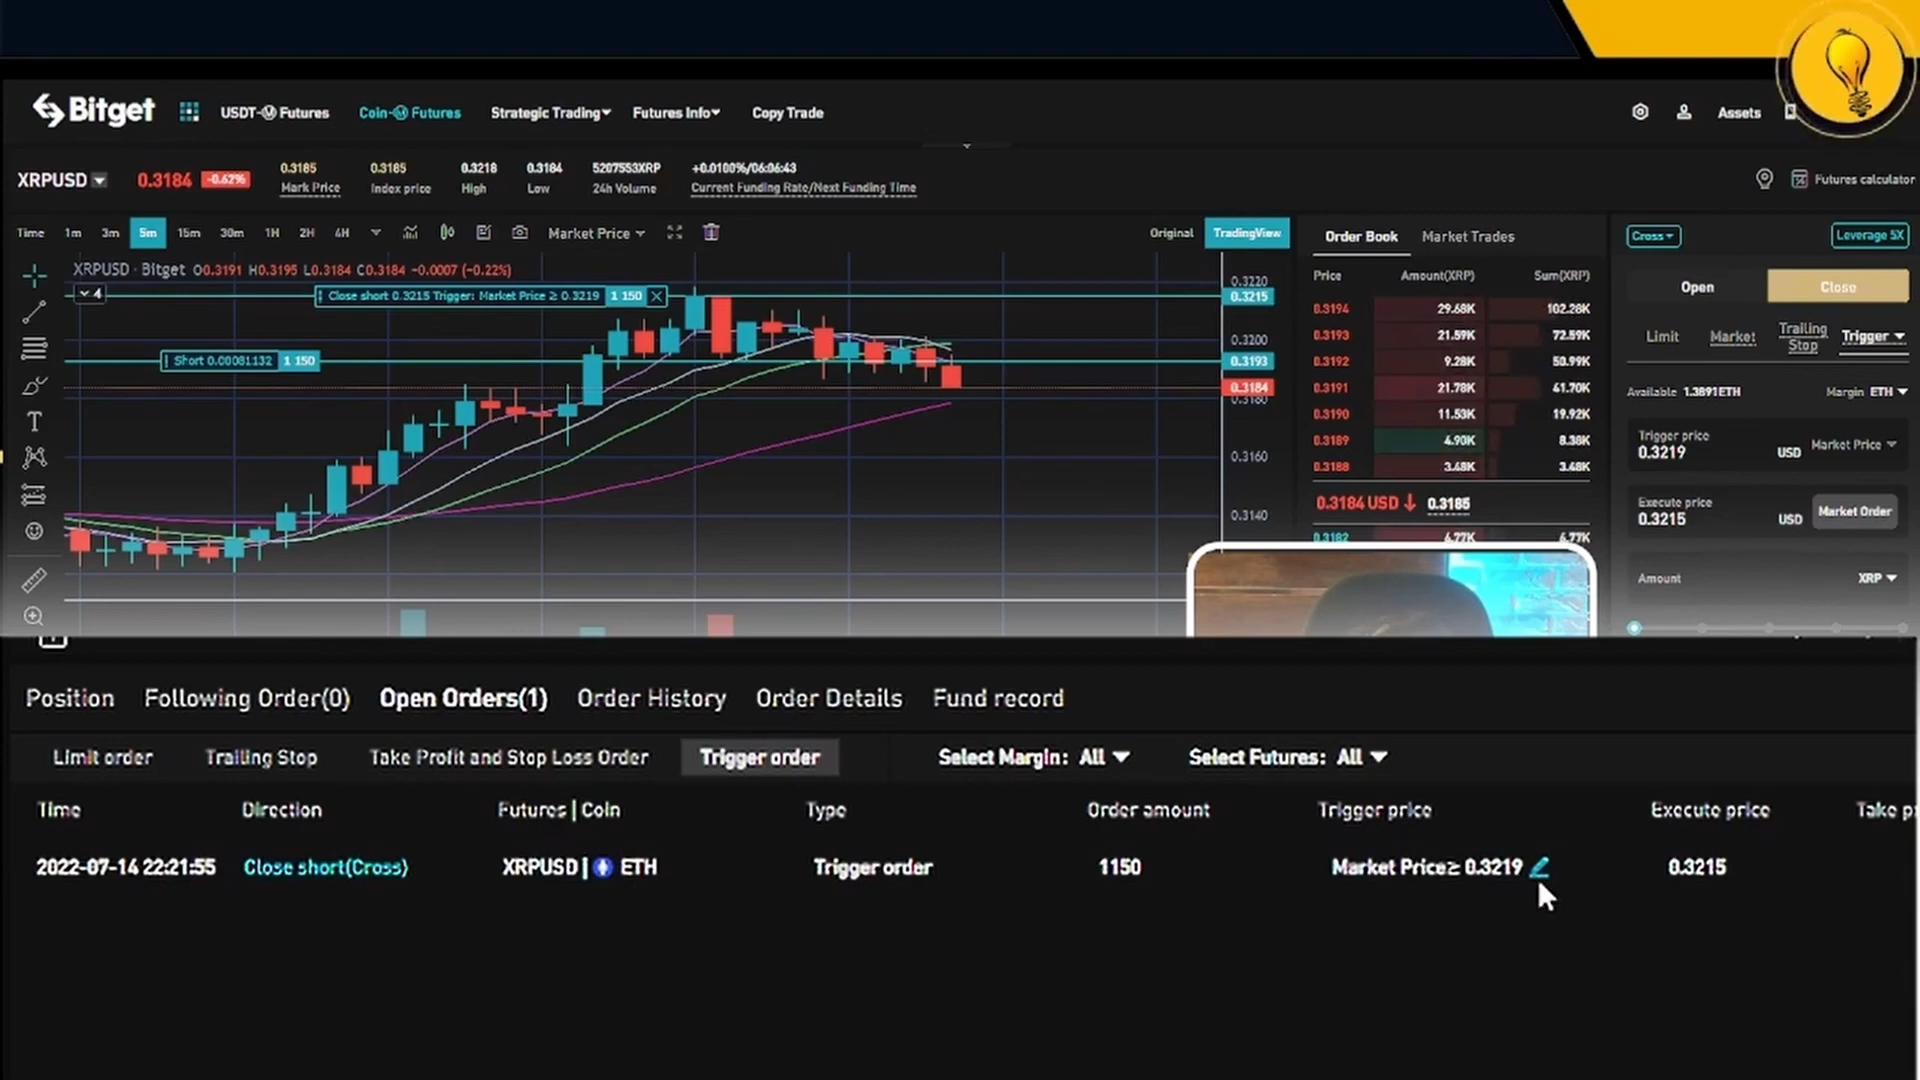 Bitget USDT-Ⓜ Futures Coin-Ⓜ Futures Strategic Trading Futures Info Copy Trade Assets
XRPUSD 0.3184 -0.62%
0.3185 0.3185 0.3218 0.3184 5207553XRP +0.0100%/06:06:43
Mark Price Index price High Low 24h Volume Current Funding Rate/Next Funding Time
Futures calculator
Time 1m 3m 5m 15m 30m 1H 2H 4H Market Price Original TradingView
XRPUSD · Bitget O0.3191 H0.3195 L0.3184 C0.3184 -0.0007 (-0.22%)
4
Close short 0.3215 Trigger: Market Price ≥ 0.3219 1 150
Short 0.00081132 1 150
0.3220
0.3215
0.3200
0.3193
0.3184
0.3180
0.3160
0.3140
Order Book Market Trades
Price Amount(XRP) Sum(XRP)
0.3194 29.68K 102.28K
0.3193 21.59K 72.59K
0.3192 9.28K 50.99K
0.3191 21.78K 41.70K
0.3190 11.53K 19.92K
0.3189 4.90K 8.38K
0.3188 3.48K 3.48K
0.3184 USD ↓ 0.3185
0.3182 6.77K 6.77K
Cross Leverage 5X
Open Close
Limit Market Trailing Stop Trigger
Available 1.3891ETH Margin ETH
Trigger price
0.3219 USD Market Price
Execute price
0.3215 USD Market Order
Amount XRP
Position Following Order(0) Open Orders(1) Order History Order Details Fund record
Limit order Trailing Stop Take Profit and Stop Loss Order Trigger order Select Margin: All Select Futures: All
Time Direction Futures | Coin Type Order amount Trigger price Execute price
2022-07-14 22:21:55 Close short(Cross) XRPUSD | ETH Trigger order 1150 Market Price≥ 0.3219 0.3215